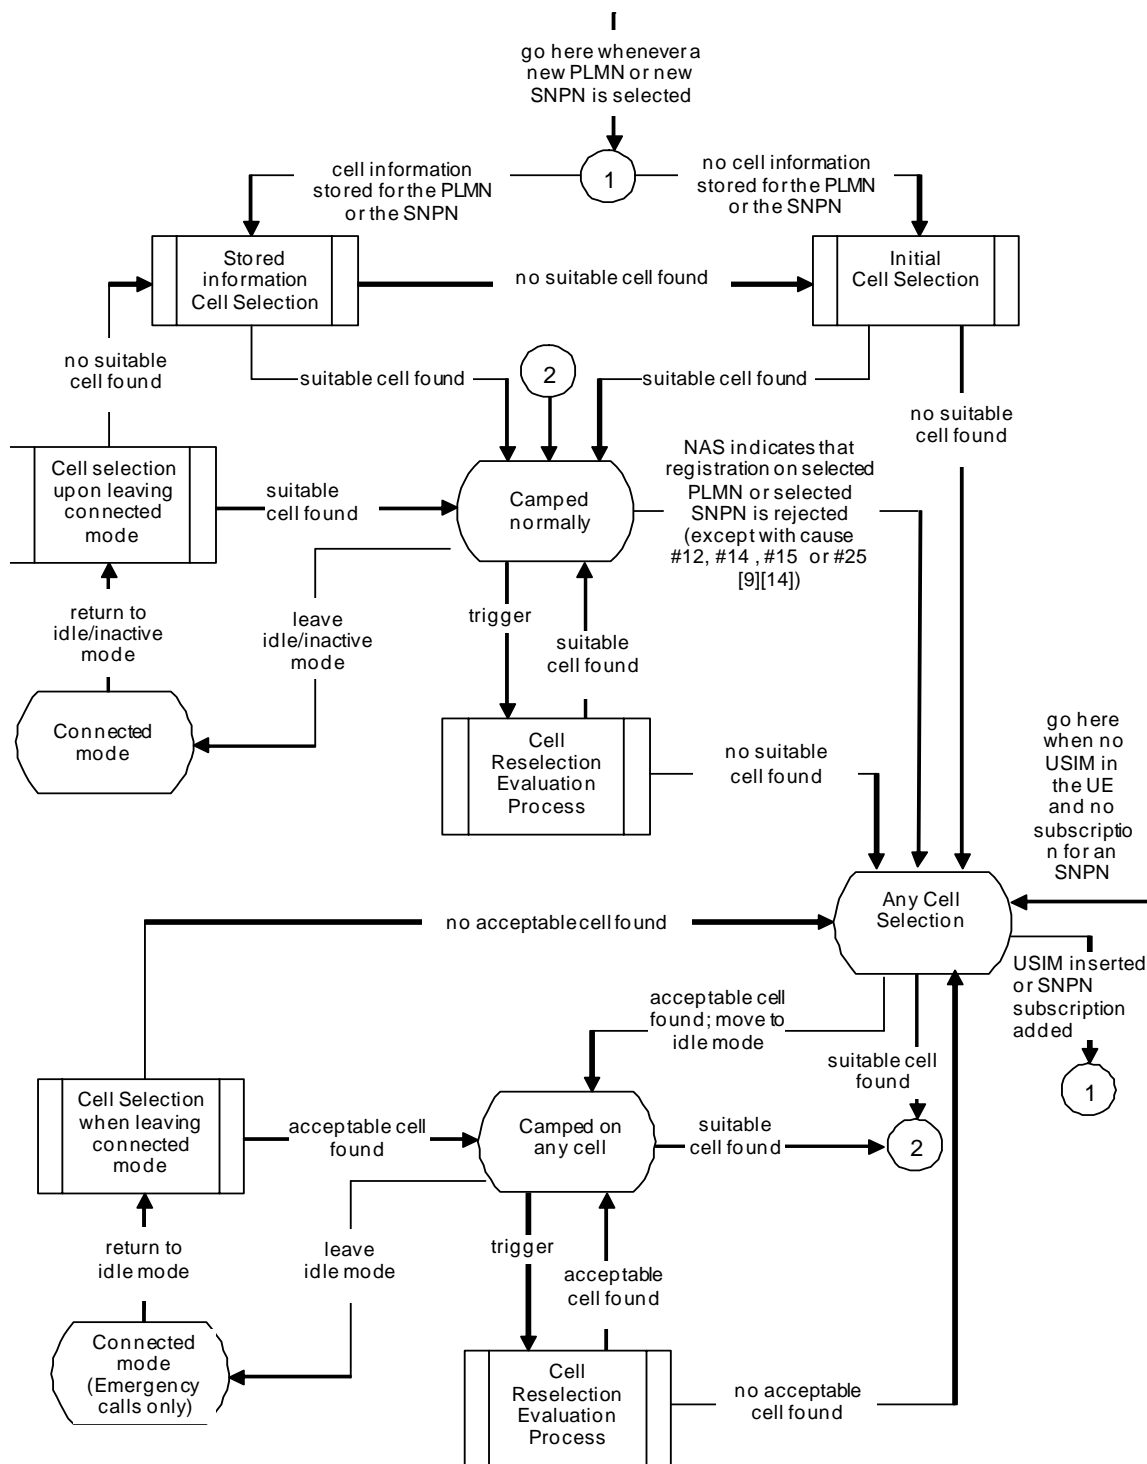 go here whenever a
new PLMN or new
SNPN is selected
1
cell information
stored for the PLMN
or the SNPN
no cell information
stored for the PLMN
or the SNPN
Stored
information
Cell Selection
no suitable cell found
Initial
Cell Selection
no suitable
cell found
suitable cell found
2
suitable cell found
no suitable
cell found
Cell selection
upon leaving
connected
mode
suitable
cell found
Camped
normally
NAS indicates that
registration on selected
PLMN or selected
SNPN is rejected
(except with cause
#12, #14 , #15 or #25
[9][14])
return to
idle/inactive
mode
leave
idle/inactive
mode
trigger
suitable
cell found
Connected
mode
Cell
Reselection
Evaluation
Process
no suitable
cell found
go here
when no
USIM in
the UE
and no
subscriptio
n for an
SNPN
Any Cell
Selection
no acceptable cell found
USIM inserted
or SNPN
subscription
added
acceptable cell
found; move to
idle mode
suitable cell
found
1
Cell Selection
when leaving
connected
mode
acceptable cell
found
Camped on
any cell
suitable
cell found
2
return to
idle mode
leave
idle mode
trigger
acceptable
cell found
Connected
mode
(Emergency
calls only)
Cell
Reselection
Evaluation
Process
no acceptable
cell found